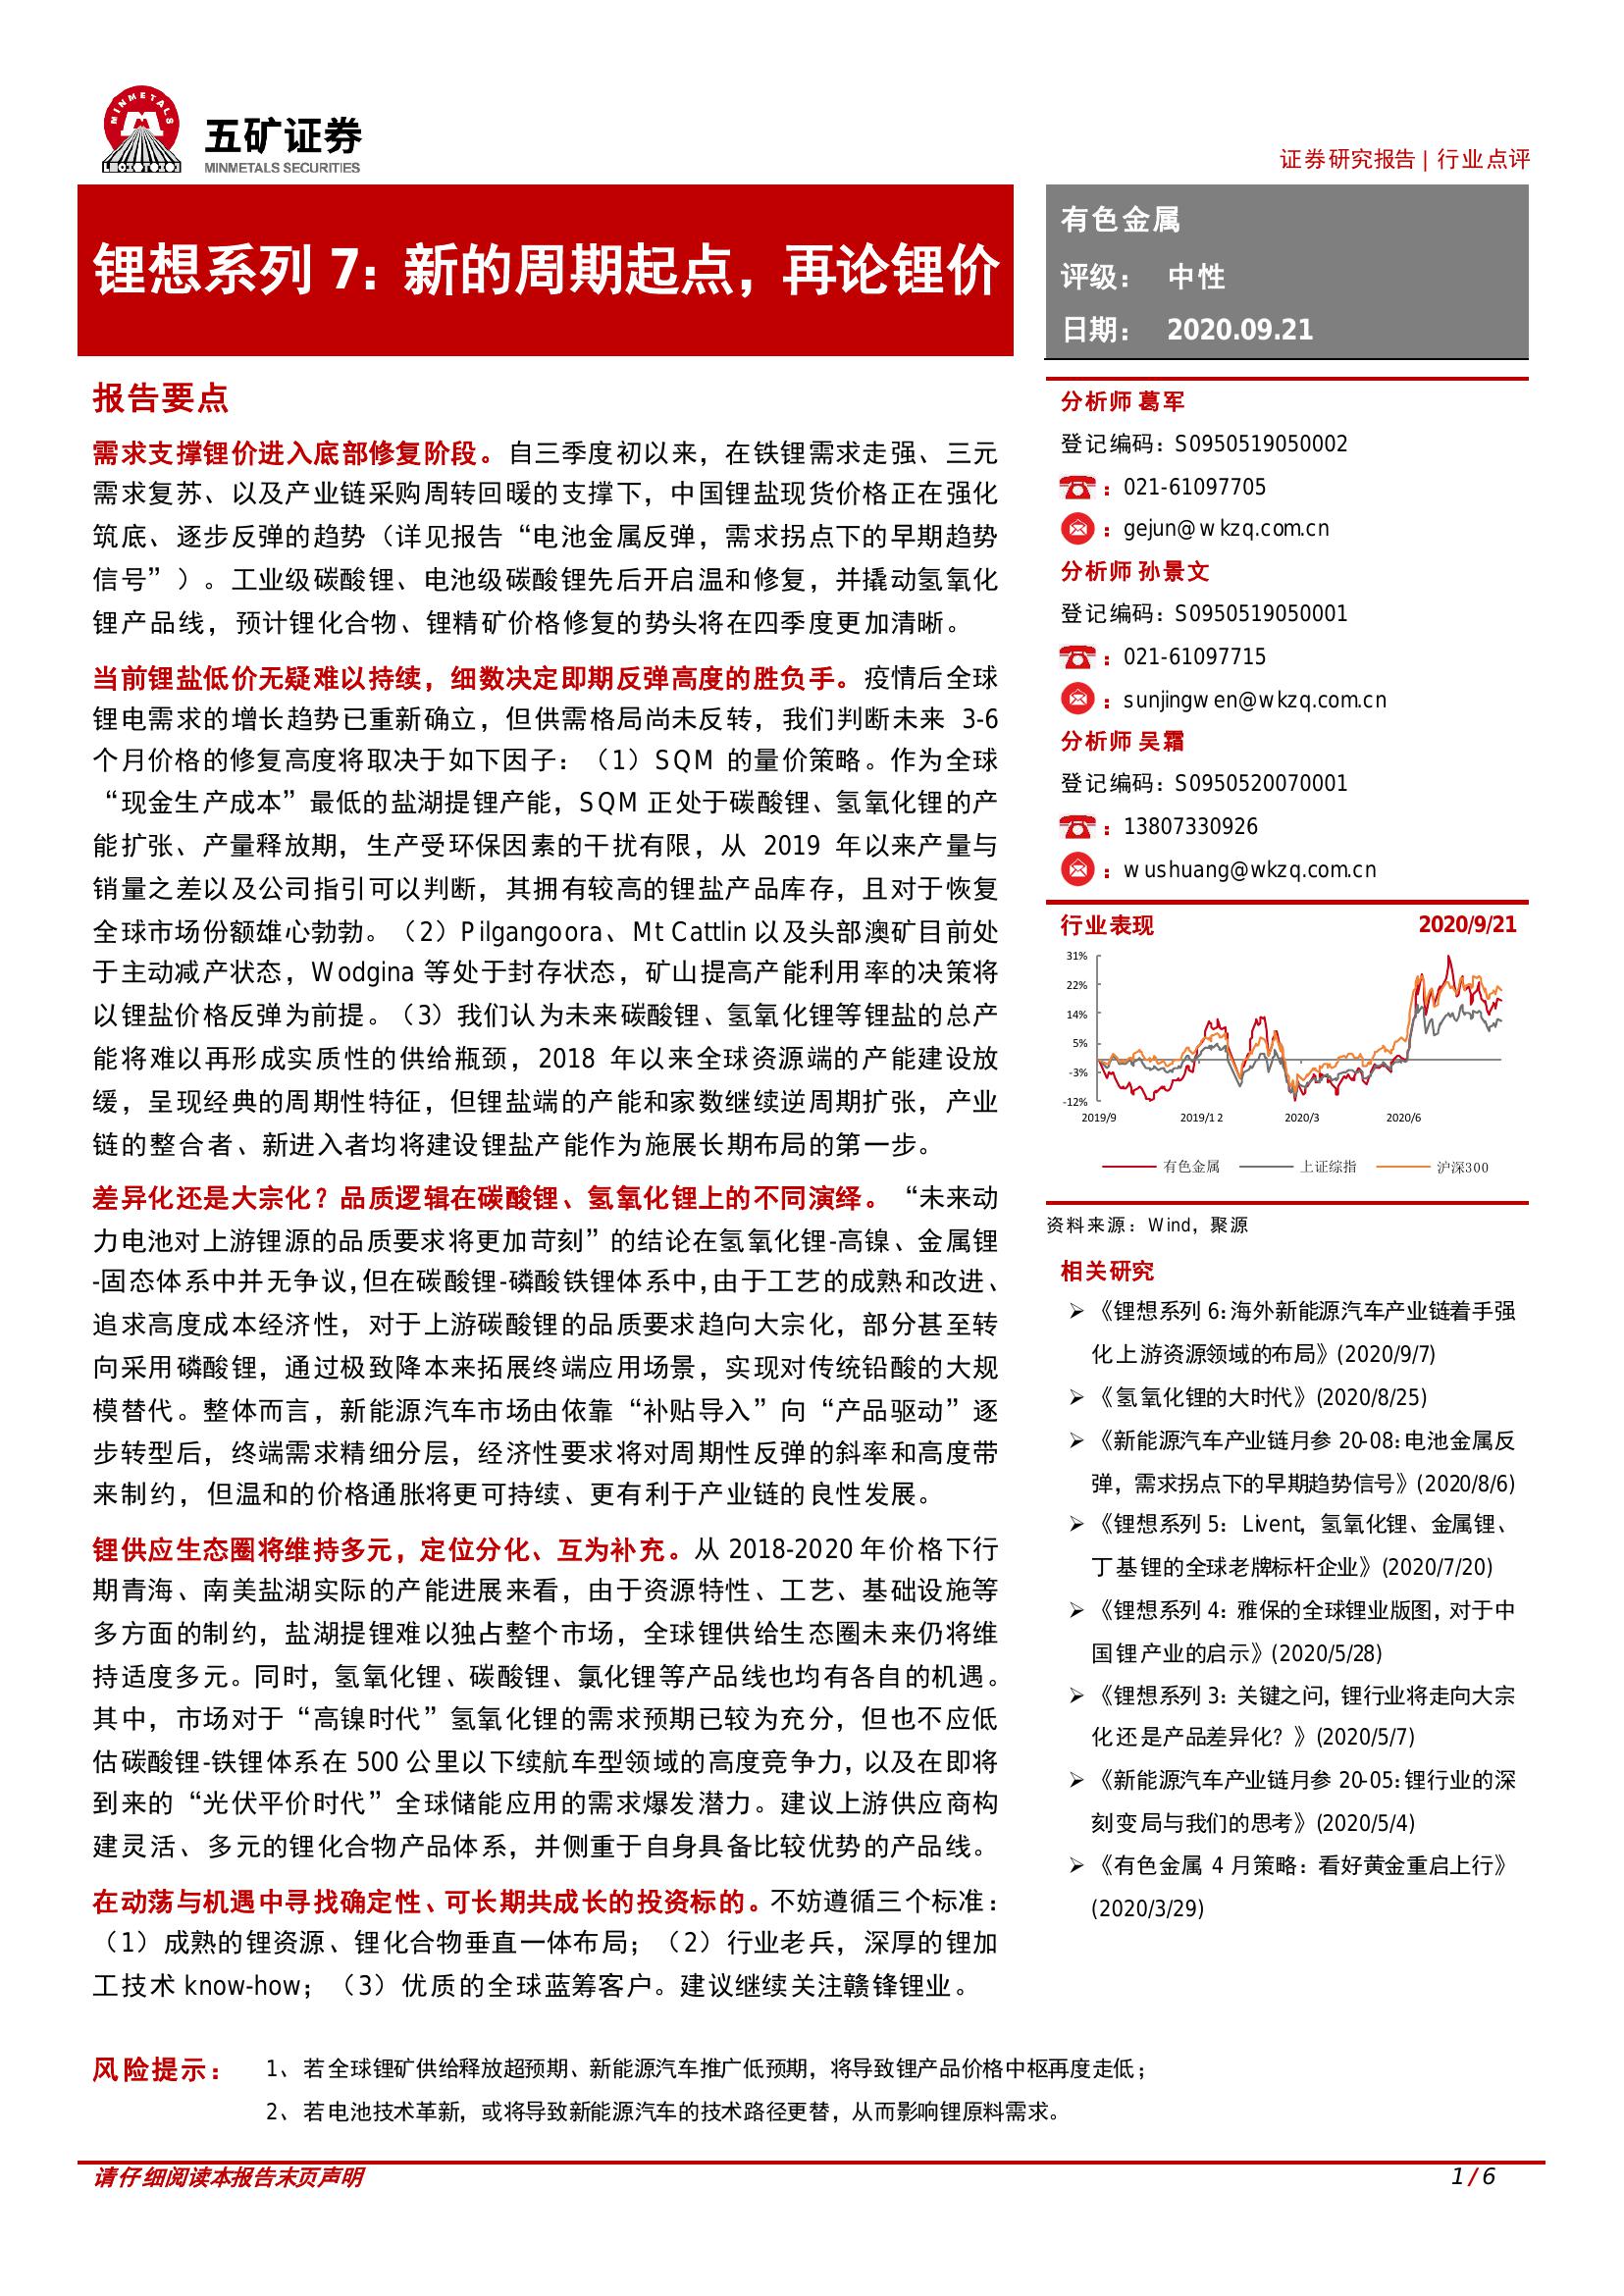 MINMETALS
五矿证券
MINMETALS SECURITIES
证券研究报告 | 行业点评
锂想系列 7：新的周期起点，再论锂价
有色金属
评级： 中性
日期： 2020.09.21
报告要点
需求支撑锂价进入底部修复阶段。自三季度初以来，在铁锂需求走强、三元
需求复苏、以及产业链采购周转回暖的支撑下，中国锂盐现货价格正在强化
筑底、逐步反弹的趋势（详见报告“电池金属反弹，需求拐点下的早期趋势
信号”）。工业级碳酸锂、电池级碳酸锂先后开启温和修复，并撬动氢氧化
锂产品线，预计锂化合物、锂精矿价格修复的势头将在四季度更加清晰。
当前锂盐低价无疑难以持续，细数决定即期反弹高度的胜负手。疫情后全球
锂电需求的增长趋势已重新确立，但供需格局尚未反转，我们判断未来 3-6
个月价格的修复高度将取决于如下因子：（1）SQM 的量价策略。作为全球
“现金生产成本”最低的盐湖提锂产能，SQM 正处于碳酸锂、氢氧化锂的产
能扩张、产量释放期，生产受环保因素的干扰有限，从 2019 年以来产量与
销量之差以及公司指引可以判断，其拥有较高的锂盐产品库存，且对于恢复
全球市场份额雄心勃勃。（2）Pilgangoora、Mt Cattlin 以及头部澳矿目前处
于主动减产状态，Wodgina 等处于封存状态，矿山提高产能利用率的决策将
以锂盐价格反弹为前提。（3）我们认为未来碳酸锂、氢氧化锂等锂盐的总产
能将难以再形成实质性的供给瓶颈，2018 年以来全球资源端的产能建设放
缓，呈现经典的周期性特征，但锂盐端的产能和家数继续逆周期扩张，产业
链的整合者、新进入者均将建设锂盐产能作为施展长期布局的第一步。
差异化还是大宗化？品质逻辑在碳酸锂、氢氧化锂上的不同演绎。“未来动
力电池对上游锂源的品质要求将更加苛刻”的结论在氢氧化锂-高镍、金属锂
-固态体系中并无争议，但在碳酸锂-磷酸铁锂体系中，由于工艺的成熟和改进、
追求高度成本经济性，对于上游碳酸锂的品质要求趋向大宗化，部分甚至转
向采用磷酸锂，通过极致降本来拓展终端应用场景，实现对传统铅酸的大规
模替代。整体而言，新能源汽车市场由依靠“补贴导入”向“产品驱动”逐
步转型后，终端需求精细分层，经济性要求将对周期性反弹的斜率和高度带
来制约，但温和的价格通胀将更可持续、更有利于产业链的良性发展。
锂供应生态圈将维持多元，定位分化、互为补充。从 2018-2020 年价格下行
期青海、南美盐湖实际的产能进展来看，由于资源特性、工艺、基础设施等
多方面的制约，盐湖提锂难以独占整个市场，全球锂供给生态圈未来仍将维
持适度多元。同时，氢氧化锂、碳酸锂、氯化锂等产品线也均有各自的机遇。
其中，市场对于“高镍时代”氢氧化锂的需求预期已较为充分，但也不应低
估碳酸锂-铁锂体系在 500 公里以下续航车型领域的高度竞争力，以及在即将
到来的“光伏平价时代”全球储能应用的需求爆发潜力。建议上游供应商构
建灵活、多元的锂化合物产品体系，并侧重于自身具备比较优势的产品线。
在动荡与机遇中寻找确定性、可长期共成长的投资标的。不妨遵循三个标准：
（1）成熟的锂资源、锂化合物垂直一体布局；（2）行业老兵，深厚的锂加
工技术 know-how；（3）优质的全球蓝筹客户。建议继续关注赣锋锂业。
分析师 葛军
登记编码：S0950519050002
：021-61097705
：gejun@wkzq.com.cn
分析师 孙景文
登记编码：S0950519050001
：021-61097715
：sunjingwen@wkzq.com.cn
分析师 吴霜
登记编码：S0950520070001
：13807330926
：wushuang@wkzq.com.cn
行业表现 2020/9/21
31%
22%
14%
5%
-3%
-12%
2019/9 2019/12 2020/3 2020/6
有色金属 上证综指 沪深300
资料来源：Wind，聚源
相关研究
➢ 《锂想系列 6：海外新能源汽车产业链着手强
化上游资源领域的布局》(2020/9/7)
➢ 《氢氧化锂的大时代》(2020/8/25)
➢ 《新能源汽车产业链月参 20-08：电池金属反
弹，需求拐点下的早期趋势信号》(2020/8/6)
➢ 《锂想系列 5：Livent，氢氧化锂、金属锂、
丁基锂的全球老牌标杆企业》(2020/7/20)
➢ 《锂想系列 4：雅保的全球锂业版图，对于中
国锂产业的启示》(2020/5/28)
➢ 《锂想系列 3：关键之问，锂行业将走向大宗
化还是产品差异化？》(2020/5/7)
➢ 《新能源汽车产业链月参 20-05：锂行业的深
刻变局与我们的思考》(2020/5/4)
➢ 《有色金属 4 月策略：看好黄金重启上行》
(2020/3/29)
风险提示： 1、若全球锂矿供给释放超预期、新能源汽车推广低预期，将导致锂产品价格中枢再度走低；
2、若电池技术革新，或将导致新能源汽车的技术路径更替，从而影响锂原料需求。
请仔细阅读本报告末页声明
1 / 6